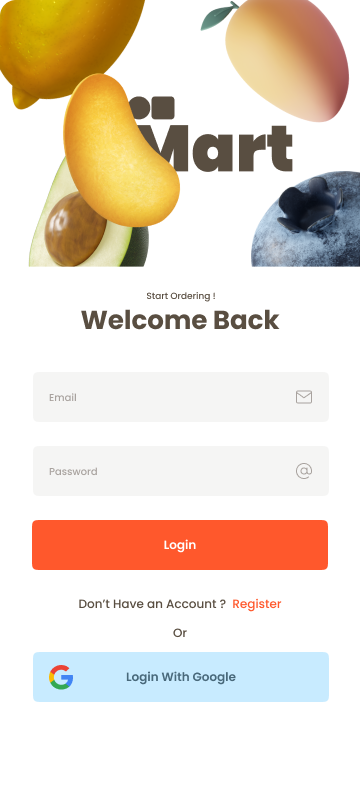 Mart
Start Ordering !
Welcome Back
Email
Password
Login
Don’t Have an Account ? Register
Or
Login With Google